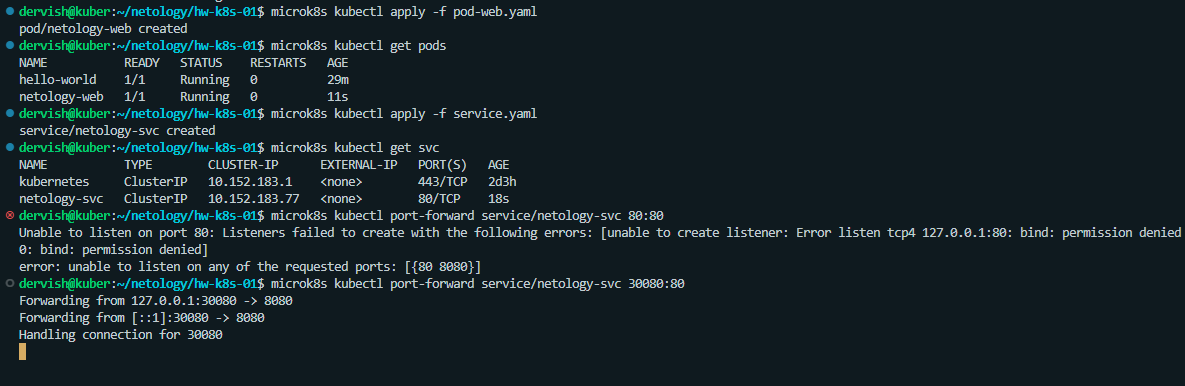 dervish@kuber:~/netology/hw-k8s-01$ microk8s kubectl apply -f pod-web.yaml
pod/netology-web created
dervish@kuber:~/netology/hw-k8s-01$ microk8s kubectl get pods
NAME           READY   STATUS    RESTARTS   AGE
hello-world    1/1     Running   0          29m
netology-web   1/1     Running   0          11s
dervish@kuber:~/netology/hw-k8s-01$ microk8s kubectl apply -f service.yaml
service/netology-svc created
dervish@kuber:~/netology/hw-k8s-01$ microk8s kubectl get svc
NAME           TYPE        CLUSTER-IP      EXTERNAL-IP   PORT(S)   AGE
kubernetes     ClusterIP   10.152.183.1    <none>        443/TCP   2d3h
netology-svc   ClusterIP   10.152.183.77   <none>        80/TCP    18s
dervish@kuber:~/netology/hw-k8s-01$ microk8s kubectl port-forward service/netology-svc 80:80
Unable to listen on port 80: Listeners failed to create with the following errors: [unable to create listener: Error listen tcp4 127.0.0.1:80: bind: permission denied
0: bind: permission denied]
error: unable to listen on any of the requested ports: [{80 8080}]
dervish@kuber:~/netology/hw-k8s-01$ microk8s kubectl port-forward service/netology-svc 30080:80
Forwarding from 127.0.0.1:30080 -> 8080
Forwarding from [::1]:30080 -> 8080
Handling connection for 30080